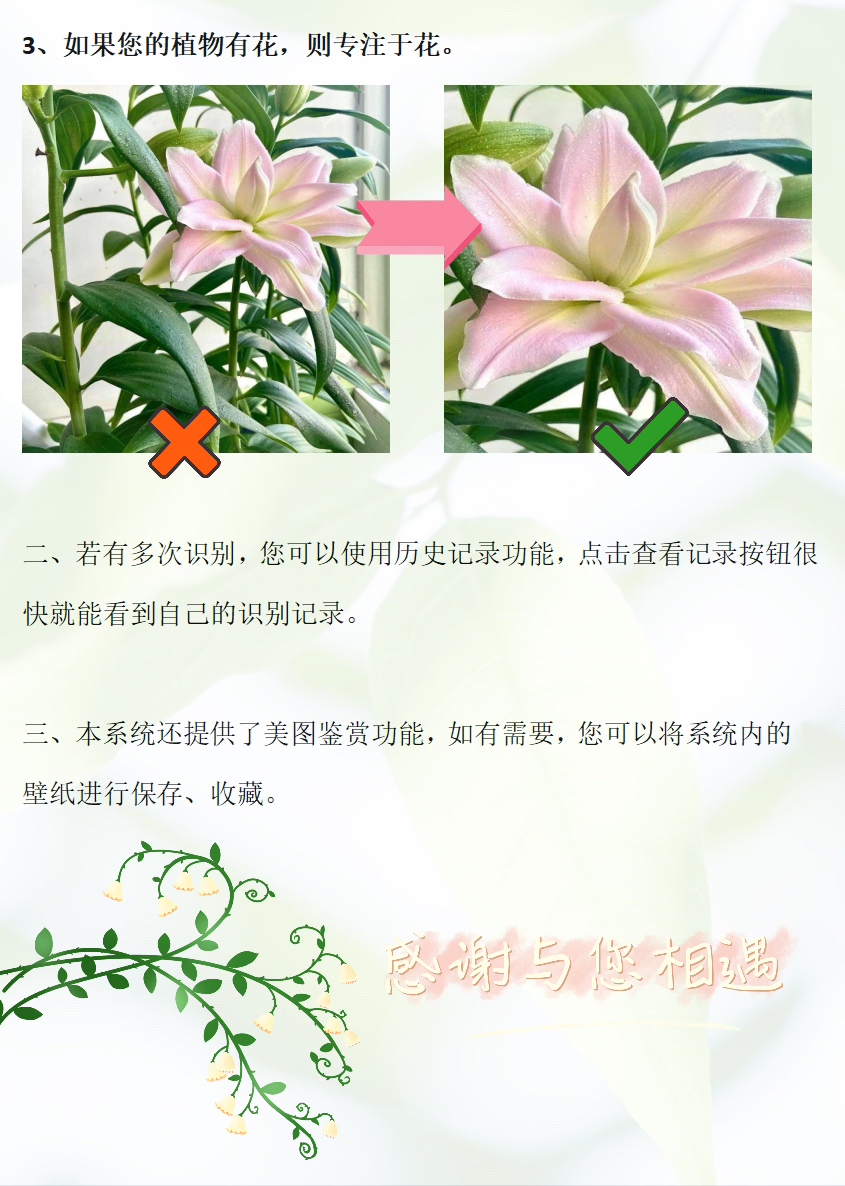 3、如果您的植物有花，则专注于花。
二、若有多次识别，您可以使用历史记录功能，点击查看记录按钮很
快就能看到自己的识别记录。
三、本系统还提供了美图鉴赏功能，如有需要，您可以将系统内的
壁纸进行保存、收藏。
感谢与您相遇